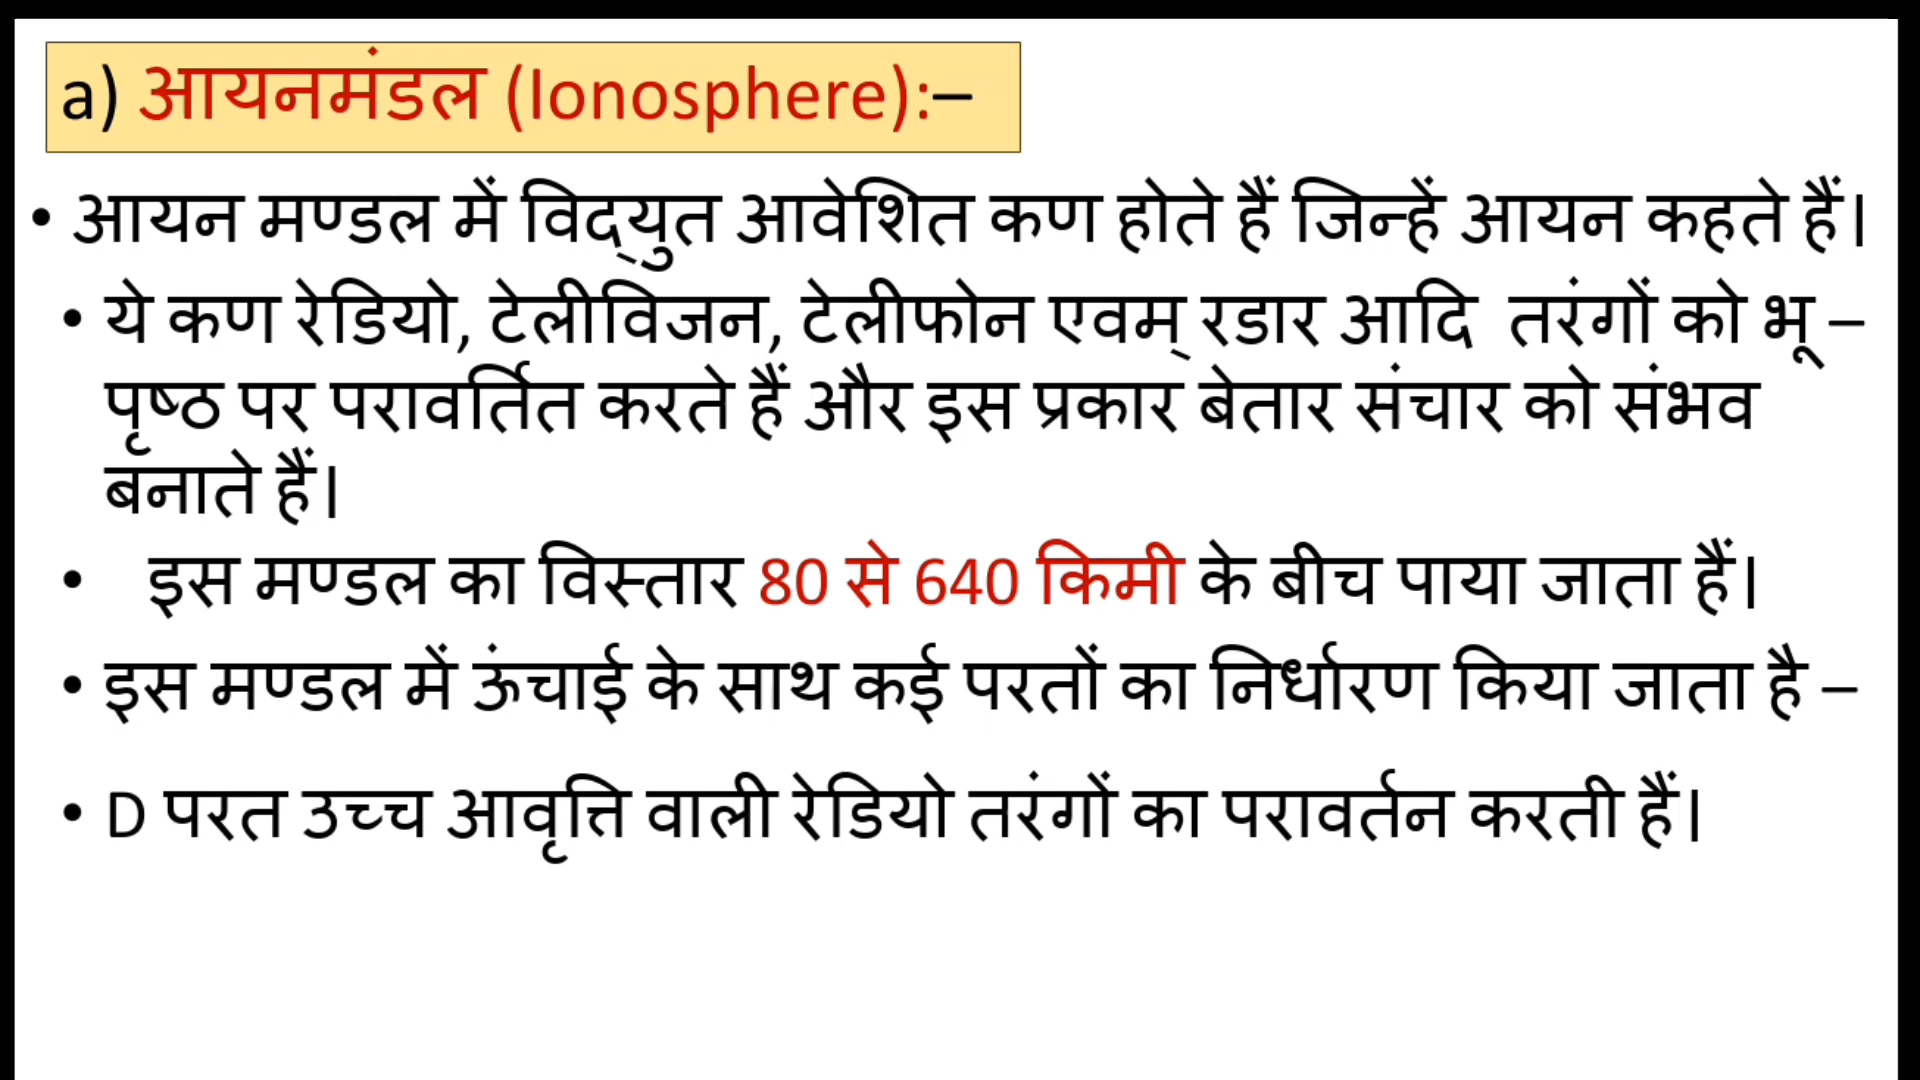 a) आयनमंडल (Ionosphere):–
• आयन मण्डल में विद्‌युत आवेशित कण होते हैं जिन्हें आयन कहते हैं।
• ये कण रेडियो, टेलीविजन, टेलीफोन एवम् रडार आदि तरंगों को भू –
पृष्ठ पर परावर्तित करते हैं और इस प्रकार बेतार संचार को संभव
बनाते हैं।
• इस मण्डल का विस्तार 80 से 640 किमी के बीच पाया जाता हैं।
• इस मण्डल में ऊंचाई के साथ कई परतों का निर्धारण किया जाता है –
• D परत उच्च आवृत्ति वाली रेडियो तरंगों का परावर्तन करती हैं।